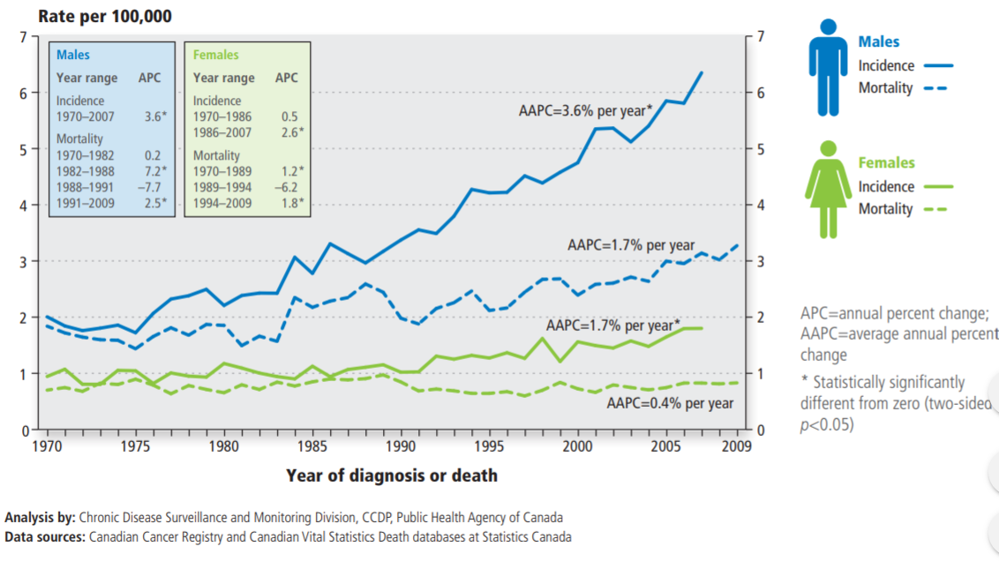 Rate per 100,000
7
6
5
4
3
2
1
0
7
6
5
4
3
2
1
0
Males
Year range APC
Incidence
1970–2007 3.6*
Mortality
1970–1982 0.2
1982–1988 7.2*
1988–1991 –7.7
1991–2009 2.5*
Females
Year range APC
Incidence
1970–1986 0.5
1986–2007 2.6*
Mortality
1970–1989 1.2*
1989–1994 –6.2
1994–2009 1.8*
AAPC=3.6% per year*
AAPC=1.7% per year
AAPC=1.7% per year*
AAPC=0.4% per year
1970 1975 1980 1985 1990 1995 2000 2005 2009
Year of diagnosis or death
Males
Incidence
Mortality
Females
Incidence
Mortality
APC=annual percent change;
AAPC=average annual percent
change
* Statistically significantly
different from zero (two-sided
p<0.05)
Analysis by: Chronic Disease Surveillance and Monitoring Division, CCDP, Public Health Agency of Canada
Data sources: Canadian Cancer Registry and Canadian Vital Statistics Death databases at Statistics Canada